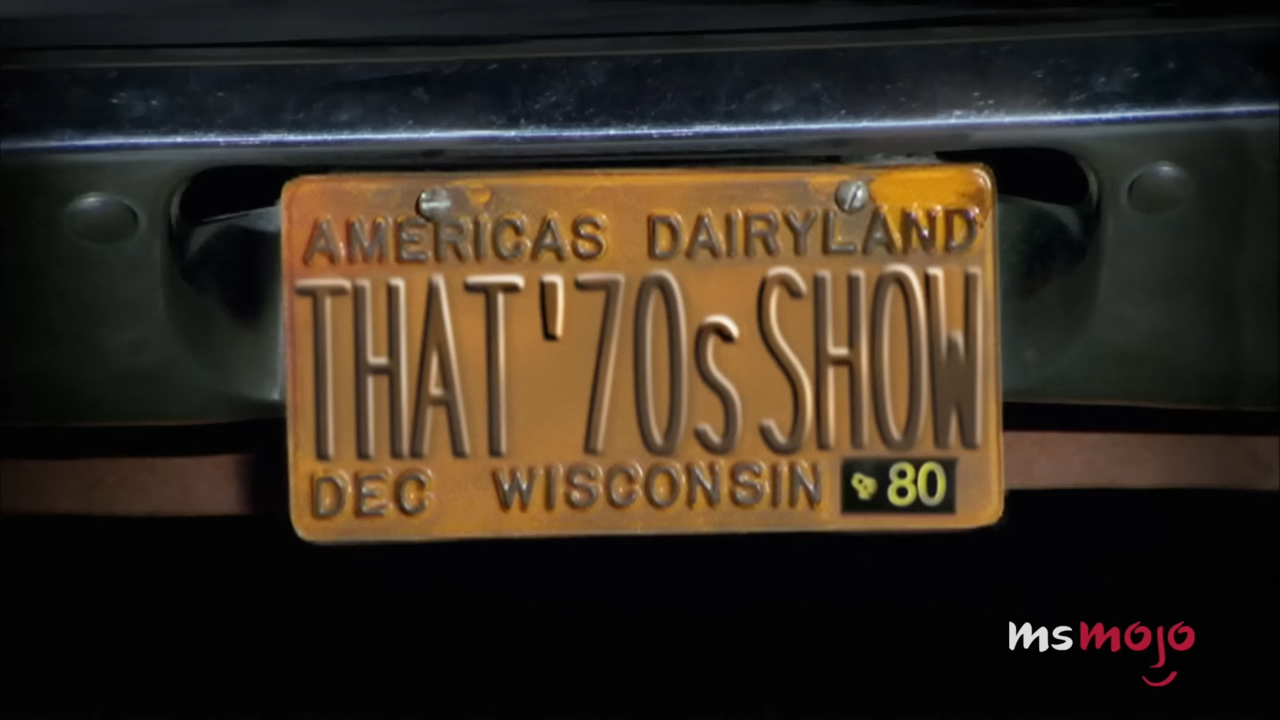 AMERICAS DAIRYLAND
THAT '70s SHOW
DEC WISCONSIN 80
msmojo